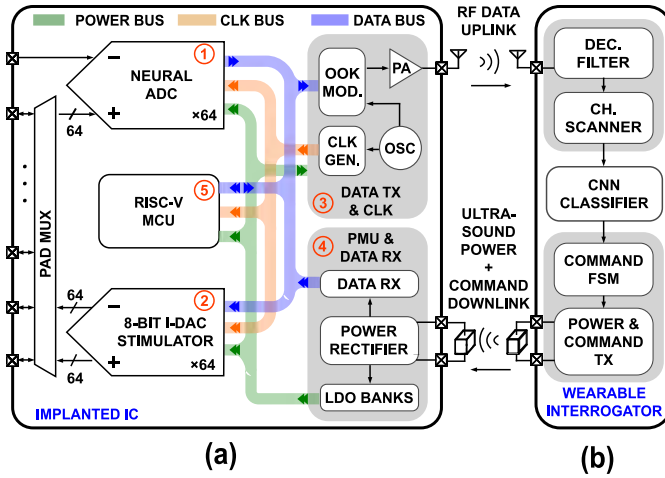 POWER BUS
CLK BUS
DATA BUS
1
NEURAL
ADC
×64
64
PAD MUX
RISC-V
MCU
5
2
8-BIT I-DAC
STIMULATOR
×64
64
64
IMPLANTED IC
OOK
MOD.
PA
CLK
GEN.
OSC
3
DATA TX
& CLK
4
PMU &
DATA RX
DATA RX
POWER
RECTIFIER
LDO BANKS
RF DATA
UPLINK
ULTRA-
SOUND
POWER
+
COMMAND
DOWNLINK
DEC.
FILTER
CH.
SCANNER
CNN
CLASSIFIER
COMMAND
FSM
POWER &
COMMAND
TX
WEARABLE
INTERROGATOR
(a)
(b)